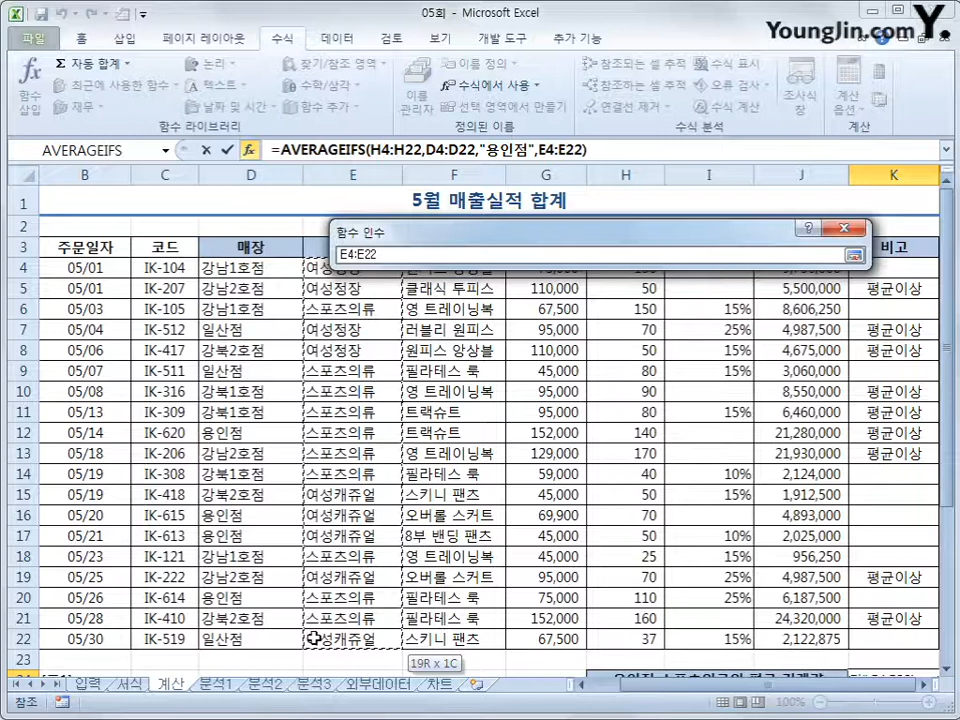 05회 - Microsoft Excel
Younglin.com Y.
파일 홈 삽입 페이지 레이아웃 수식 데이터 검토 보기 개발 도구 추가 기능
fx 함수 삽입
Σ 자동 합계
최근에 사용한 함수
재무
논리
텍스트
날짜 및 시간
찾기/참조 영역
수학/삼각
함수 추가
함수 라이브러리
이름 관리자
이름 정의
수식에서 사용
선택 영역에서 만들기
정의된 이름
참조되는 셀 추적
참조하는 셀 추적
연결선 제거
수식 표시
오류 검사
수식 계산
조사식 창
수식 분석
계산 옵션
계산
AVERAGEIFS fx =AVERAGEIFS(H4:H22,D4:D22,"용인점",E4:E22)
B C D E F G H I J K
1 5월 매출실적 합계
2
함수 인수
E4:E22
3 주문일자 코드 매장 비고
4 05/01 IK-104 강남1호점
5 05/01 IK-207 강남2호점 여성정장 클래식 투피스 110,000 50 5,500,000 평균이상
6 05/03 IK-105 강남1호점 스포츠의류 영 트레이닝복 67,500 150 15% 8,606,250
7 05/04 IK-512 일산점 여성정장 러블리 원피스 95,000 70 25% 4,987,500 평균이상
8 05/06 IK-417 강북2호점 여성정장 원피스 앙상블 110,000 50 15% 4,675,000 평균이상
9 05/07 IK-511 일산점 스포츠의류 필라테스 룩 45,000 80 15% 3,060,000
10 05/08 IK-316 강북1호점 스포츠의류 영 트레이닝복 95,000 90 8,550,000 평균이상
11 05/13 IK-309 강북1호점 스포츠의류 트랙슈트 95,000 80 15% 6,460,000 평균이상
12 05/14 IK-620 용인점 스포츠의류 트랙슈트 152,000 140 21,280,000 평균이상
13 05/18 IK-206 강남2호점 스포츠의류 영 트레이닝복 129,000 170 21,930,000 평균이상
14 05/19 IK-308 강북1호점 스포츠의류 필라테스 룩 59,000 40 10% 2,124,000
15 05/19 IK-418 강북2호점 여성캐쥬얼 스키니 팬츠 45,000 50 15% 1,912,500
16 05/20 IK-615 용인점 여성캐쥬얼 오버롤 스커트 69,900 70 4,893,000
17 05/21 IK-613 용인점 여성캐쥬얼 8부 밴딩 팬츠 45,000 50 10% 2,025,000
18 05/23 IK-121 강남1호점 스포츠의류 영 트레이닝복 45,000 25 15% 956,250
19 05/25 IK-222 강남2호점 여성캐쥬얼 오버롤 스커트 95,000 70 25% 4,987,500 평균이상
20 05/26 IK-614 용인점 스포츠의류 필라테스 룩 75,000 110 25% 6,187,500
21 05/28 IK-410 강북2호점 스포츠의류 필라테스 룩 152,000 160 24,320,000 평균이상
22 05/30 IK-519 일산점 여성캐쥬얼 스키니 팬츠 67,500 37 15% 2,122,875
23
19R x 1C
입력 서식 계산 분석1 분석2 분석3 외부데이터 차트
참조 100%